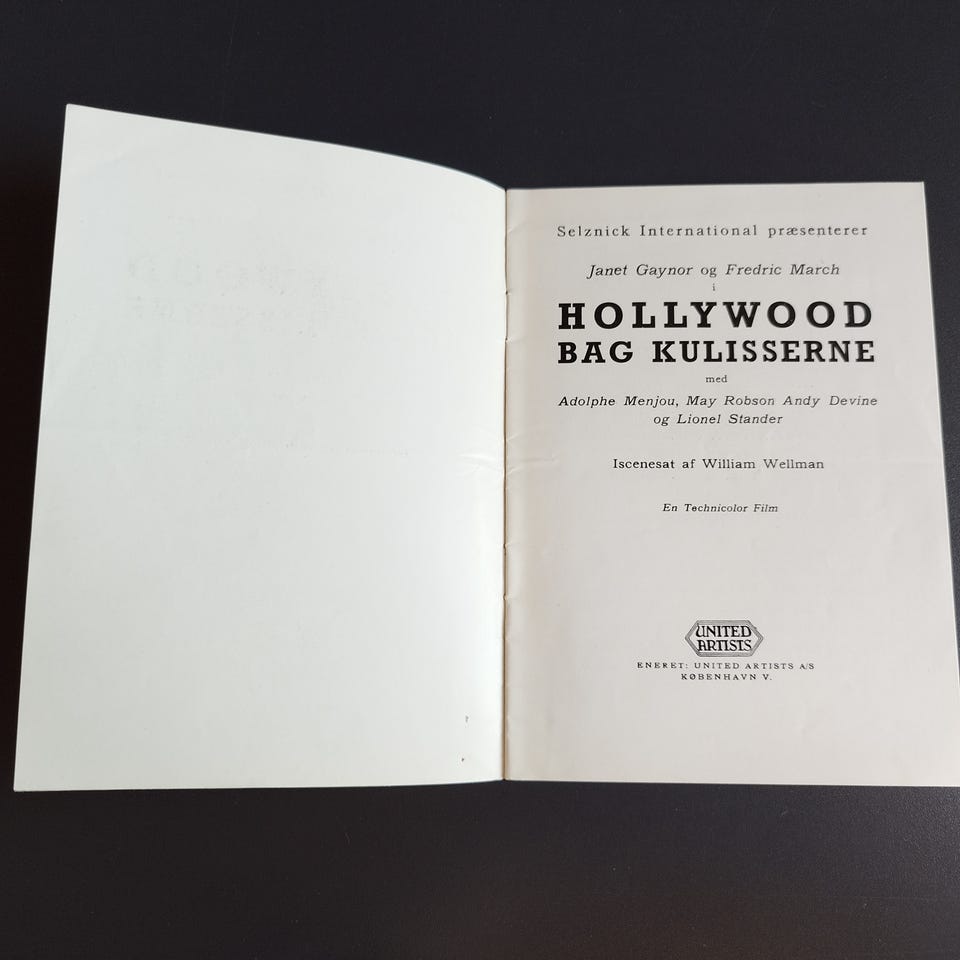 Selznick International præsenterer
Janet Gaynor og Fredric March
i
HOLLYWOOD
BAG KULISSERNE
med
Adolphe Menjou, May Robson Andy Devine
og Lionel Stander
Iscenesat af William Wellman
En Technicolor Film
UNITED
ARTISTS
ENERET: UNITED ARTISTS A/S
KØBENHAVN V.